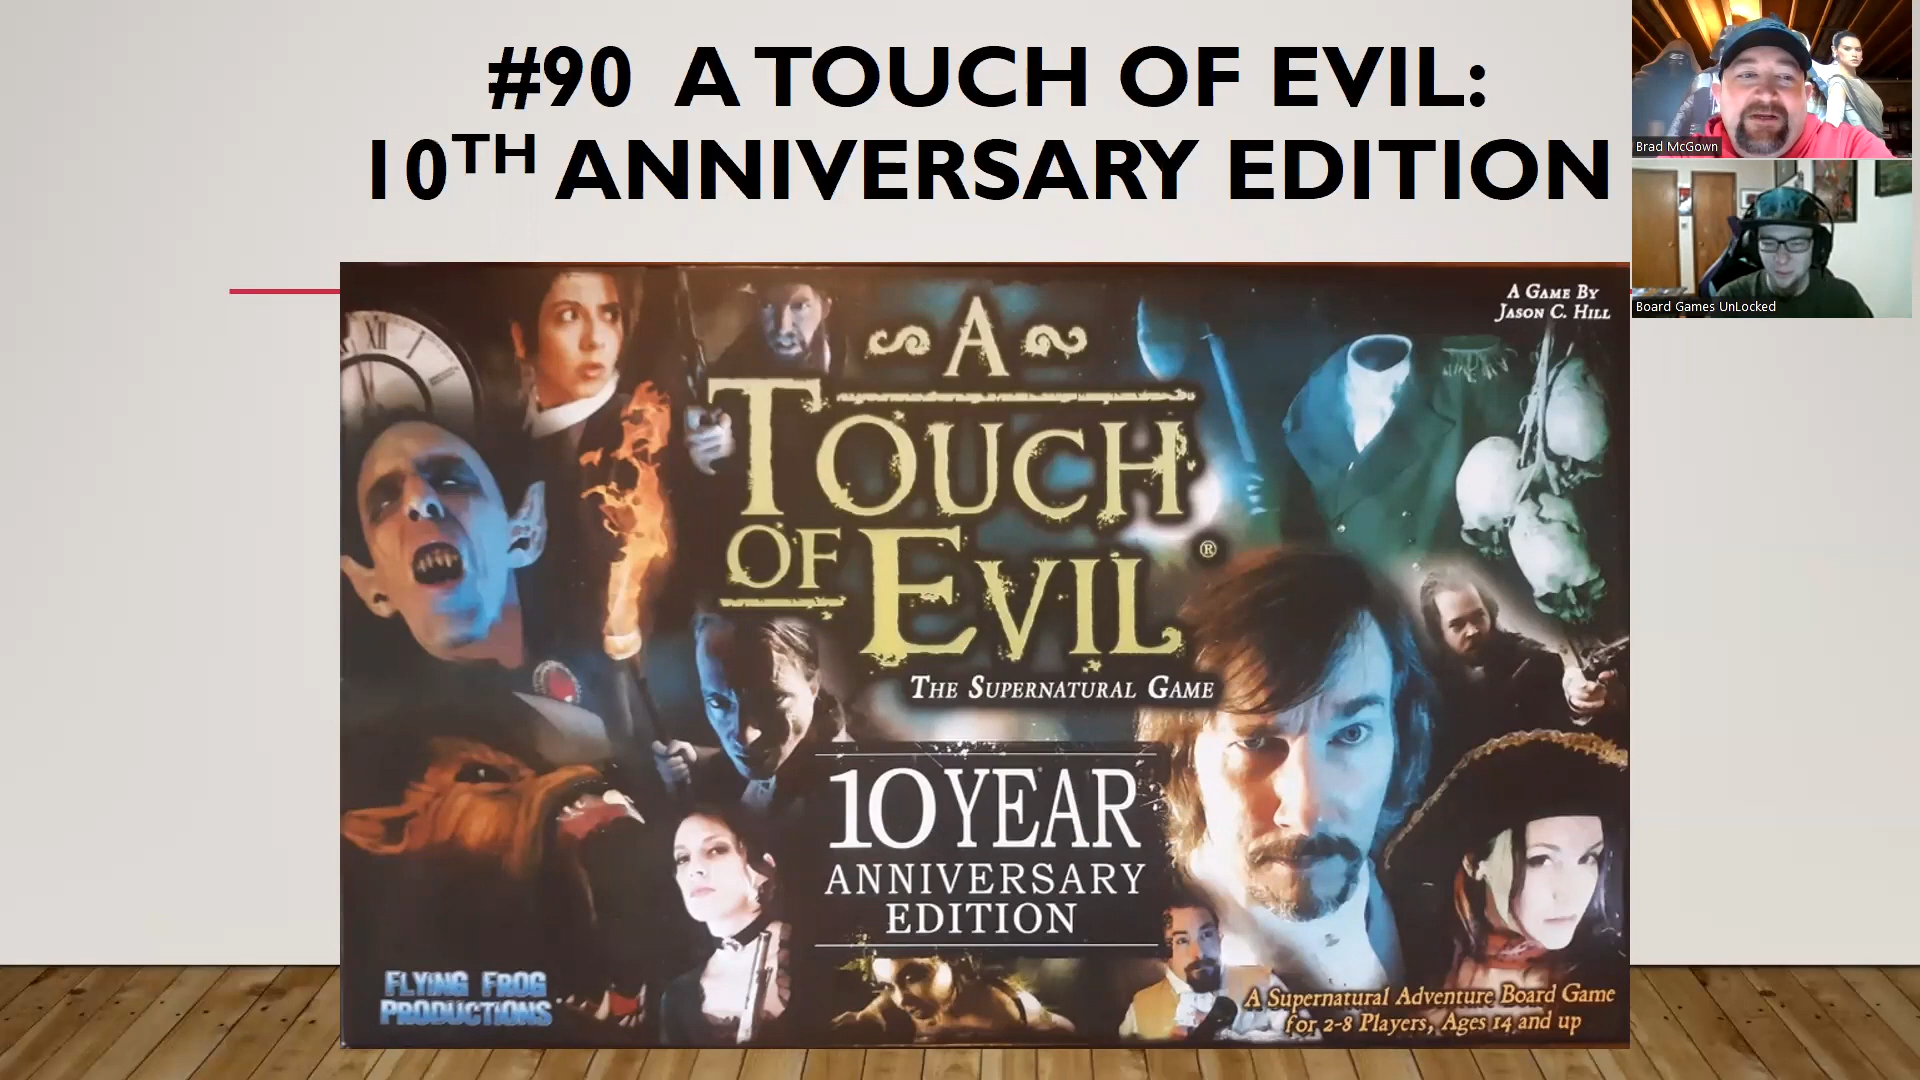 #90 A TOUCH OF EVIL:
10TH ANNIVERSARY EDITION
Brad McGown
Board Games UnLocked
A GAME BY
JASON C. HILL
XII
A
TOUCH
OF EVIL®
THE SUPERNATURAL GAME
10 YEAR
ANNIVERSARY
EDITION
FLYING FROG
PRODUCTIONS
A Supernatural Adventure Board Game
for 2-8 Players, Ages 14 and up